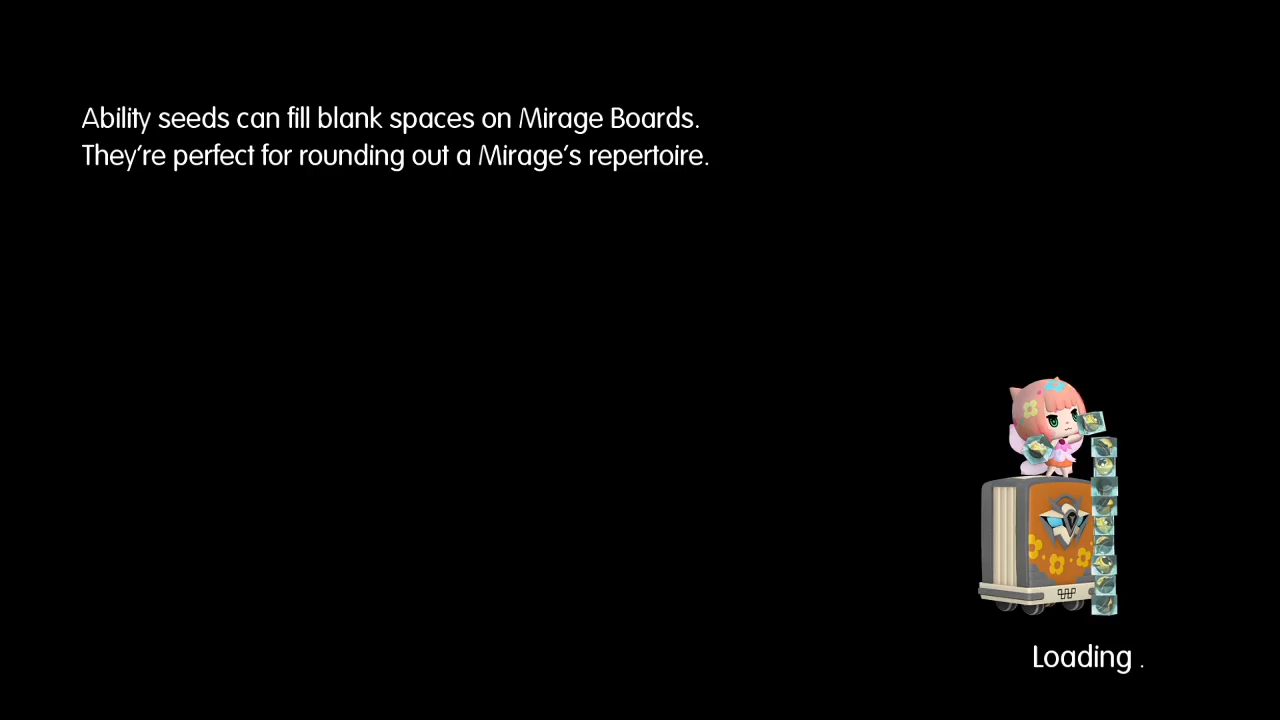 Ability seeds can fill blank spaces on Mirage Boards.
They're perfect for rounding out a Mirage's repertoire.
Loading .